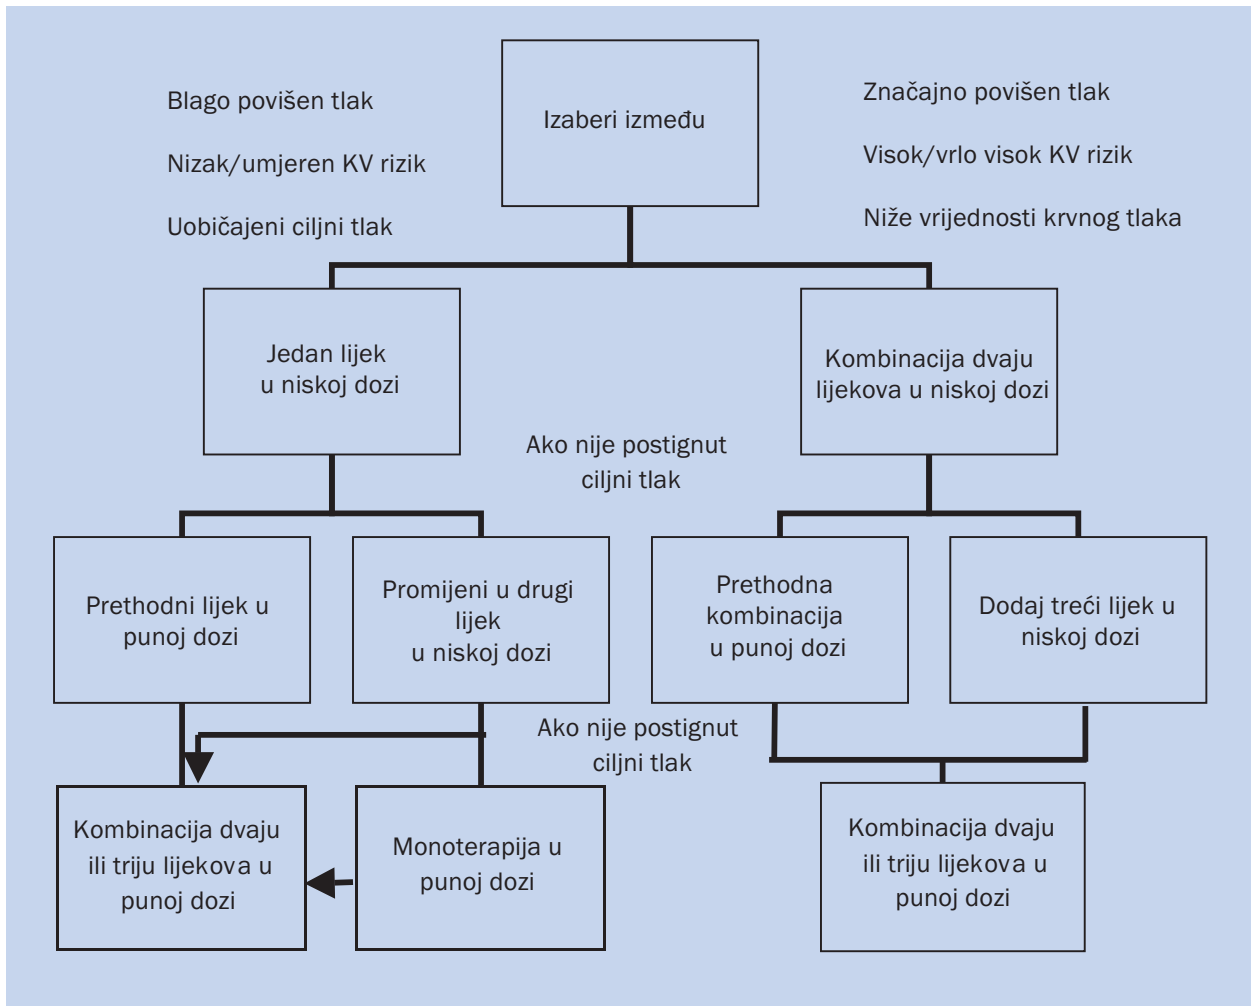 Blago povišen tlak
Nizak/umjeren KV rizik
Uobičajeni ciljni tlak
Izaberi između
Značajno povišen tlak
Visok/vrlo visok KV rizik
Niže vrijednosti krvnog tlaka
Jedan lijek
u niskoj dozi
Kombinacija dvaju
lijekova u niskoj dozi
Ako nije postignut
ciljni tlak
Prethodni lijek u
punoj dozi
Promijeni u drugi
lijek
u niskoj dozi
Prethodna
kombinacija
u punoj dozi
Dodaj treći lijek u
niskoj dozi
Ako nije postignut
ciljni tlak
Kombinacija dvaju
ili triju lijekova u
punoj dozi
Monoterapija u
punoj dozi
Kombinacija dvaju
ili triju lijekova u
punoj dozi